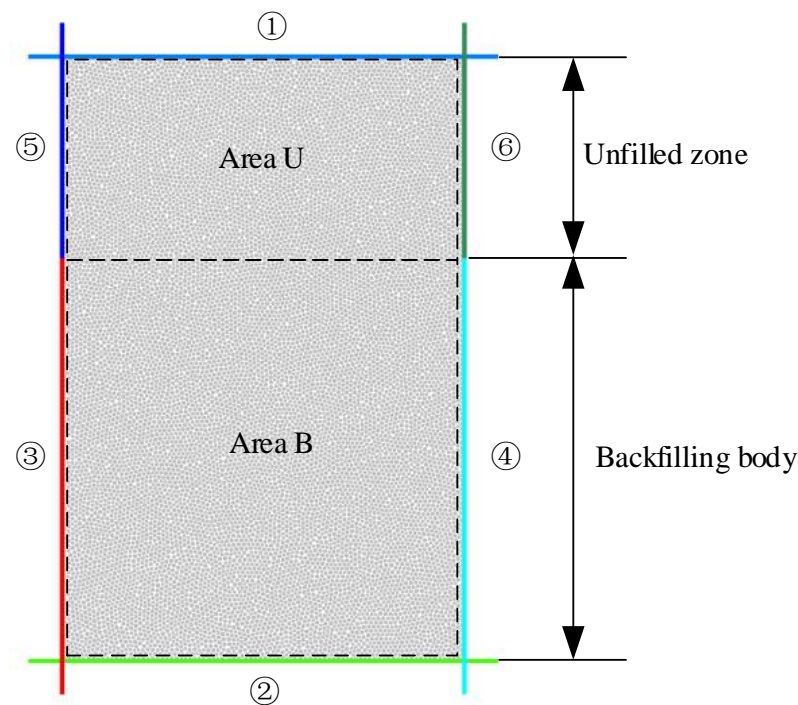 ①
⑤
Area U
⑥
Unfilled zone
③
Area B
④
Backfilling body
②